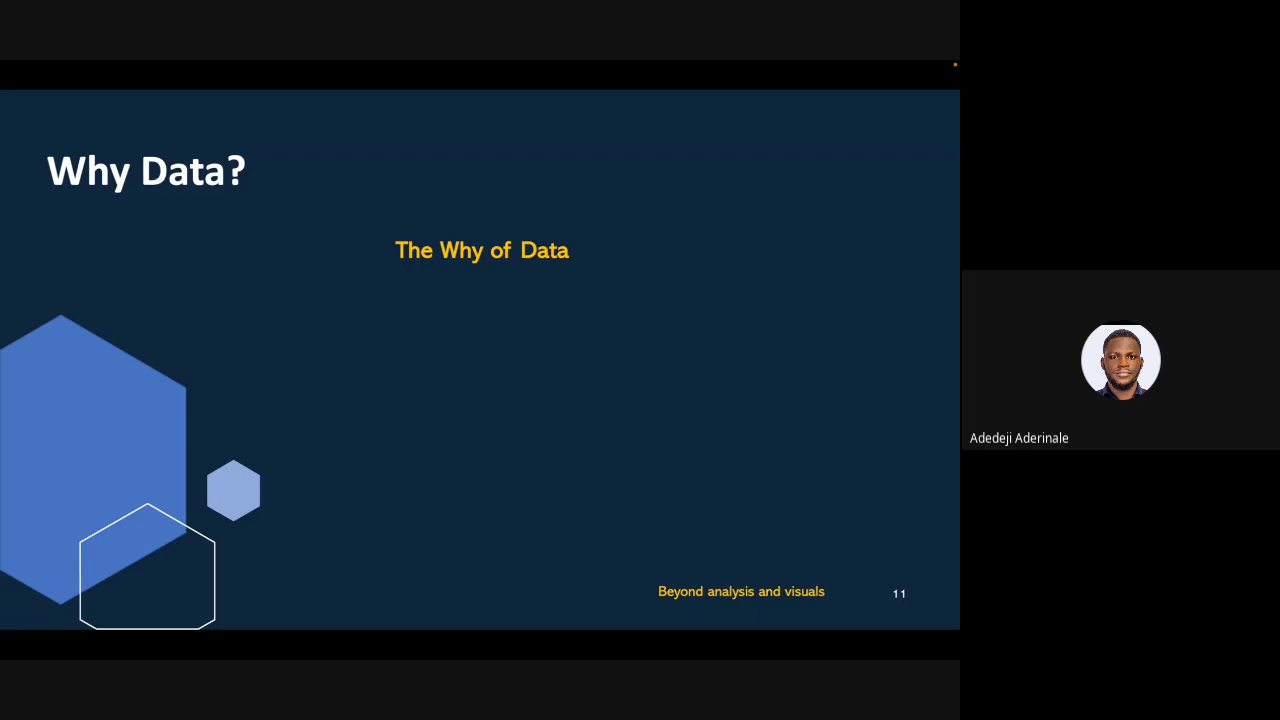 Why Data?
The Why of Data
Beyond analysis and visuals
11
Adedeji Aderinale